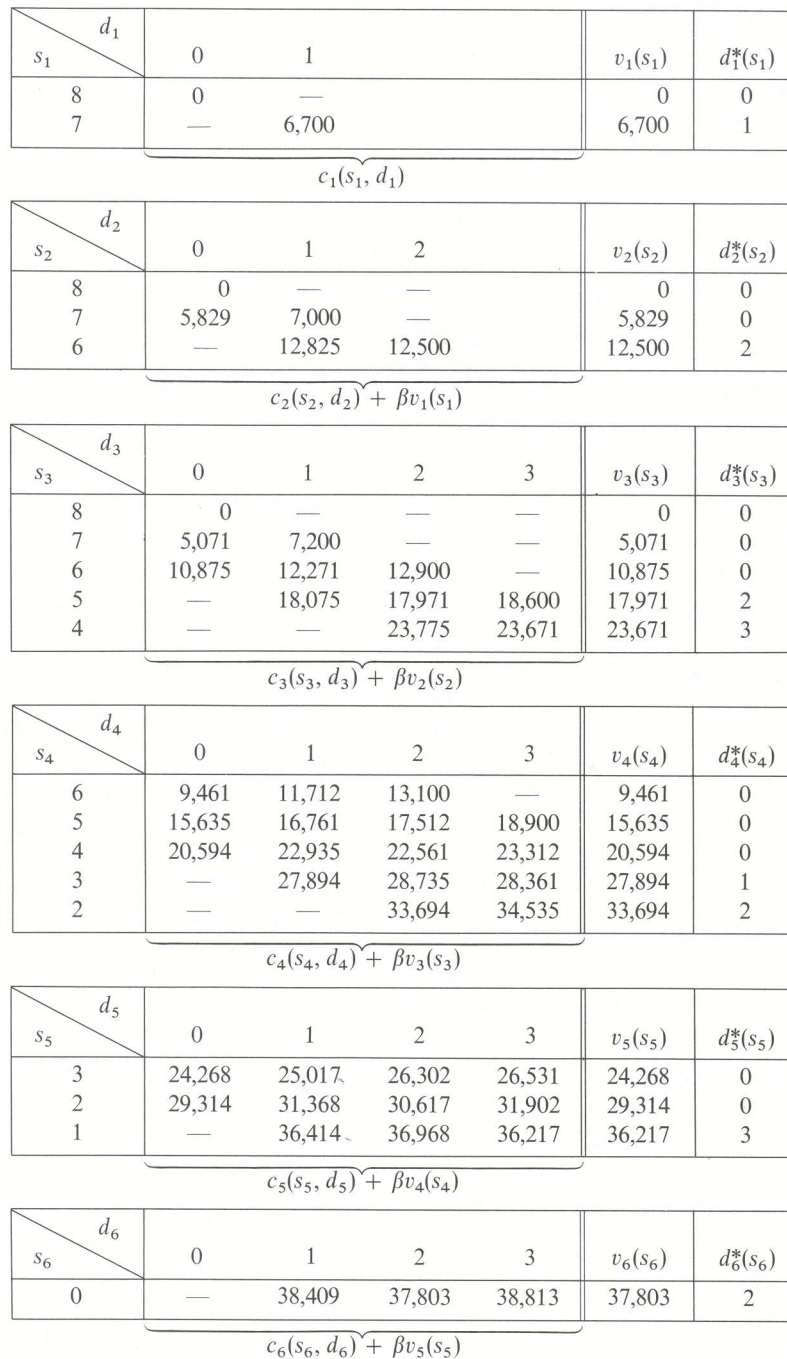 d₁
s₁ 0 1 v₁(s₁) d₁*(s₁)
8 0 — 0 0
7 — 6,700 6,700 1
c₁(s₁, d₁)
d₂
s₂ 0 1 2 v₂(s₂) d₂*(s₂)
8 0 — — 0 0
7 5,829 7,000 — 5,829 0
6 — 12,825 12,500 12,500 2
c₂(s₂, d₂) + βv₁(s₁)
d₃
s₃ 0 1 2 3 v₃(s₃) d₃*(s₃)
8 0 — — — 0 0
7 5,071 7,200 — — 5,071 0
6 10,875 12,271 12,900 — 10,875 0
5 — 18,075 17,971 18,600 17,971 2
4 — — 23,775 23,671 23,671 3
c₃(s₃, d₃) + βv₂(s₂)
d₄
s₄ 0 1 2 3 v₄(s₄) d₄*(s₄)
6 9,461 11,712 13,100 — 9,461 0
5 15,635 16,761 17,512 18,900 15,635 0
4 20,594 22,935 22,561 23,312 20,594 0
3 — 27,894 28,735 28,361 27,894 1
2 — — 33,694 34,535 33,694 2
c₄(s₄, d₄) + βv₃(s₃)
d₅
s₅ 0 1 2 3 v₅(s₅) d₅*(s₅)
3 24,268 25,017 26,302 26,531 24,268 0
2 29,314 31,368 30,617 31,902 29,314 0
1 — 36,414 36,968 36,217 36,217 3
c₅(s₅, d₅) + βv₄(s₄)
d₆
s₆ 0 1 2 3 v₆(s₆) d₆*(s₆)
0 — 38,409 37,803 38,813 37,803 2
c₆(s₆, d₆) + βv₅(s₅)